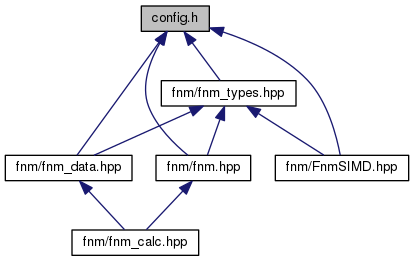 config.h
fnm/fnm_types.hpp
fnm/fnm_data.hpp
fnm/fnm.hpp
fnm/FnmSIMD.hpp
fnm/fnm_calc.hpp